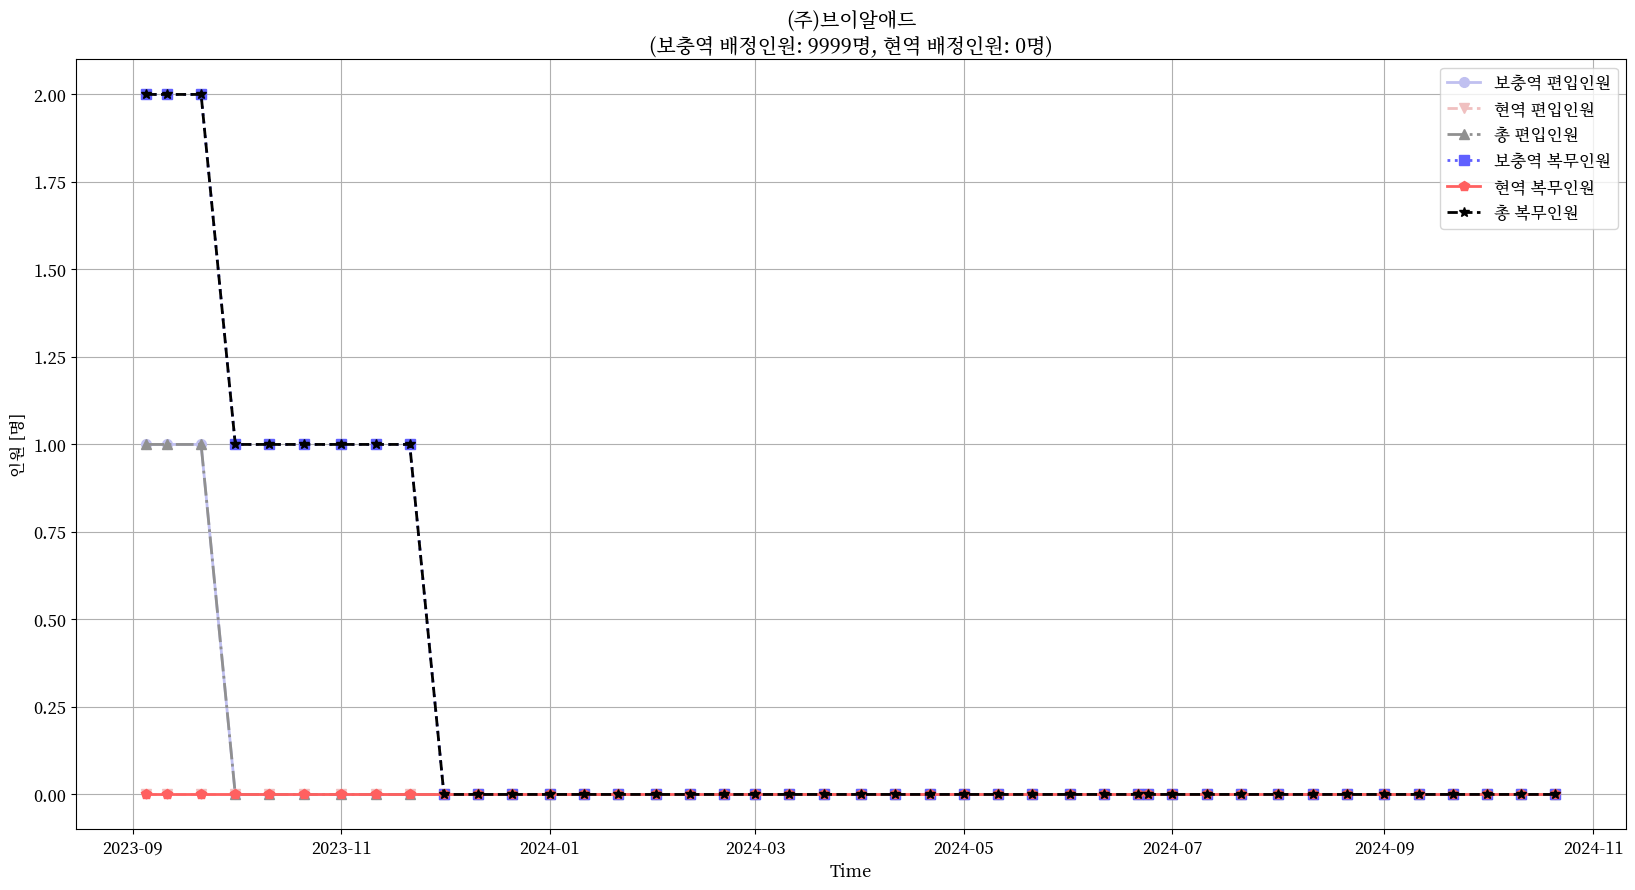 (주)브이알애드
(보충역 배정인원: 9999명, 현역 배정인원: 0명)
보충역 편입인원
현역 편입인원
총 편입인원
보충역 복무인원
현역 복무인원
총 복무인원
인원 [명]
2.00
1.75
1.50
1.25
1.00
0.75
0.50
0.25
0.00
2023-09
2023-11
2024-01
2024-03
2024-05
2024-07
2024-09
2024-11
Time